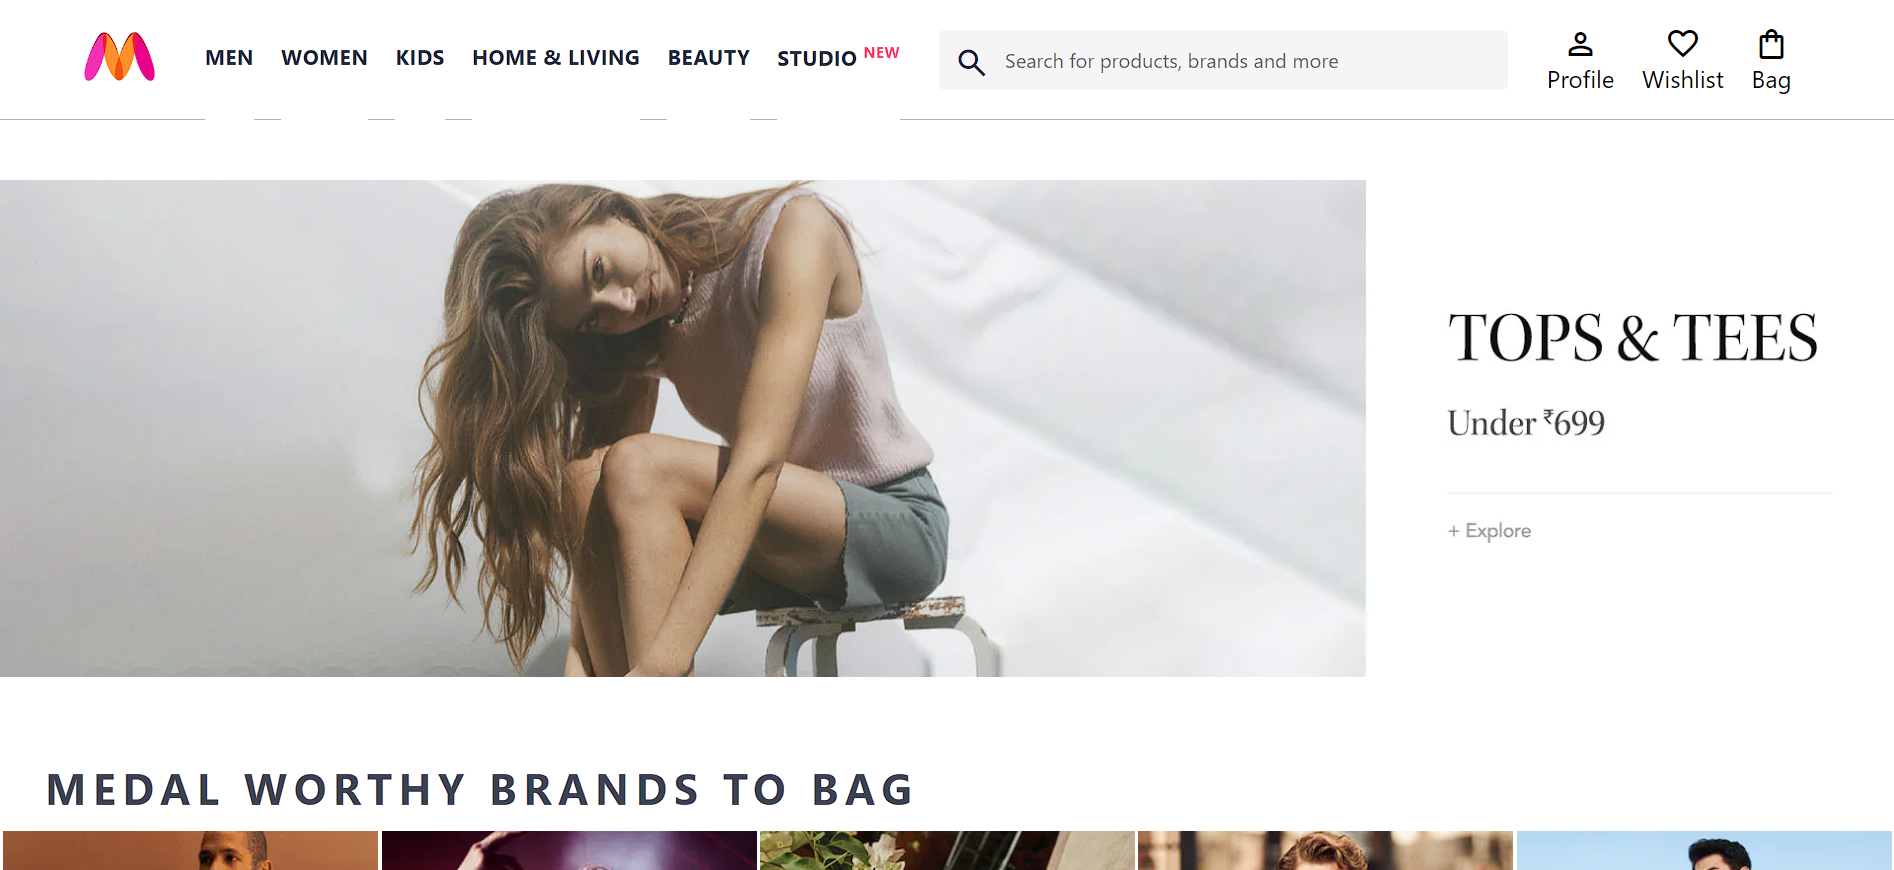 MEN WOMEN KIDS HOME & LIVING BEAUTY STUDIO NEW
Search for products, brands and more
Profile Wishlist Bag
TOPS & TEES
Under ₹699
+ Explore
MEDAL WORTHY BRANDS TO BAG